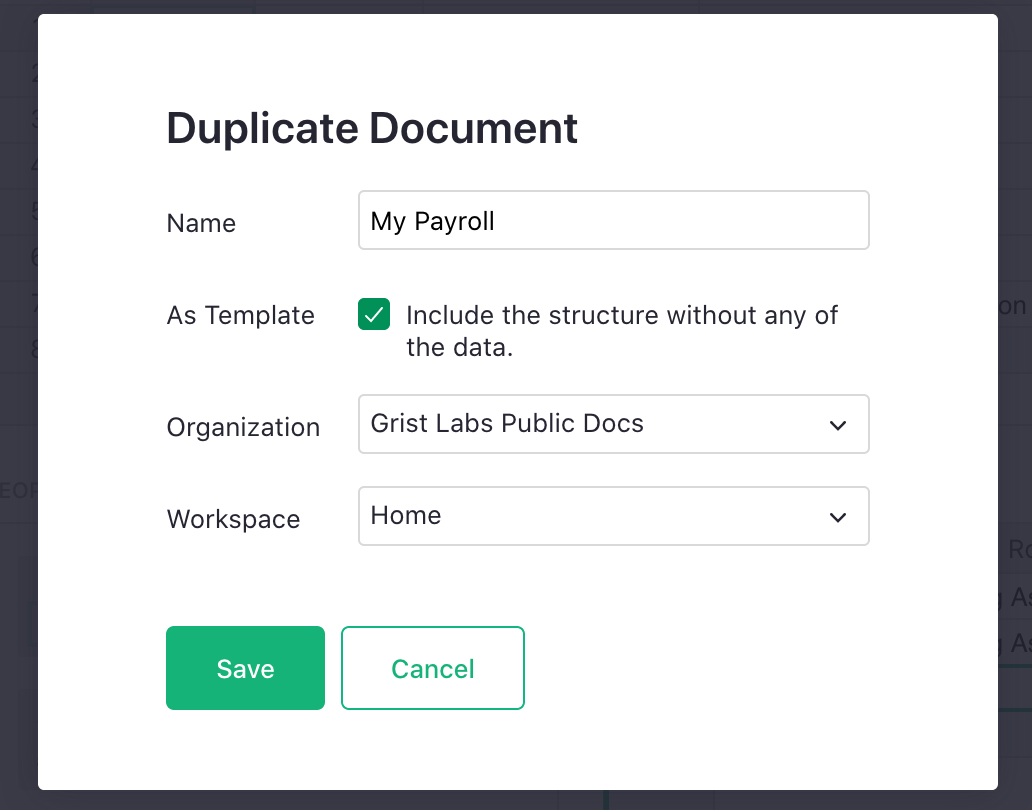 Duplicate Document
Name
My Payroll
As Template
Include the structure without any of
the data.
Organization
Grist Labs Public Docs
Workspace
Home
Save
Cancel